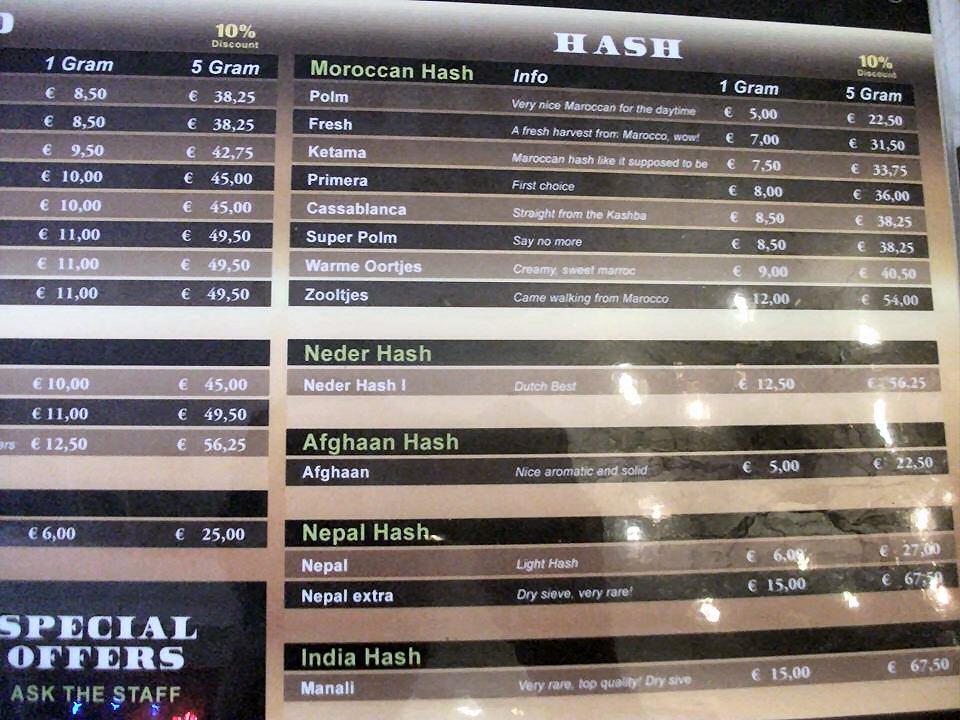 10%
Discount
1 Gram 5 Gram
€ 8,50 € 38,25
€ 8,50 € 38,25
€ 9,50 € 42,75
€ 10,00 € 45,00
€ 10,00 € 45,00
€ 11,00 € 49,50
€ 11,00 € 49,50
€ 11,00 € 49,50
€ 10,00 € 45,00
€ 11,00 € 49,50
€ 12,50 € 56,25
€ 6,00 € 25,00
SPECIAL
OFFERS
ASK THE STAFF
HASH
10%
Discount
Moroccan Hash Info 1 Gram 5 Gram
Polm Very nice Maroccan for the daytime € 5,00 € 22,50
Fresh A fresh harvest from Marocco, wow! € 7,00 € 31,50
Ketama Maroccan hash like it supposed to be € 7,50 € 33,75
Primera First choice € 8,00 € 36,00
Cassablanca Straight from the Kashba € 8,50 € 38,25
Super Polm Say no more € 8,50 € 38,25
Warme Oortjes Creamy, sweet marroc € 9,00 € 40,50
Zooltjes Came walking from Marocco € 12,00 € 54,00
Neder Hash
Neder Hash I Dutch Best € 12,50 € 56,25
Afghaan Hash
Afghaan Nice aromatic and solid € 5,00 € 22,50
Nepal Hash
Nepal Light Hash € 6,00 € 27,00
Nepal extra Dry sieve, very rare! € 15,00 € 67,50
India Hash
Manali Very rare, top quality! Dry sive € 15,00 € 67,50